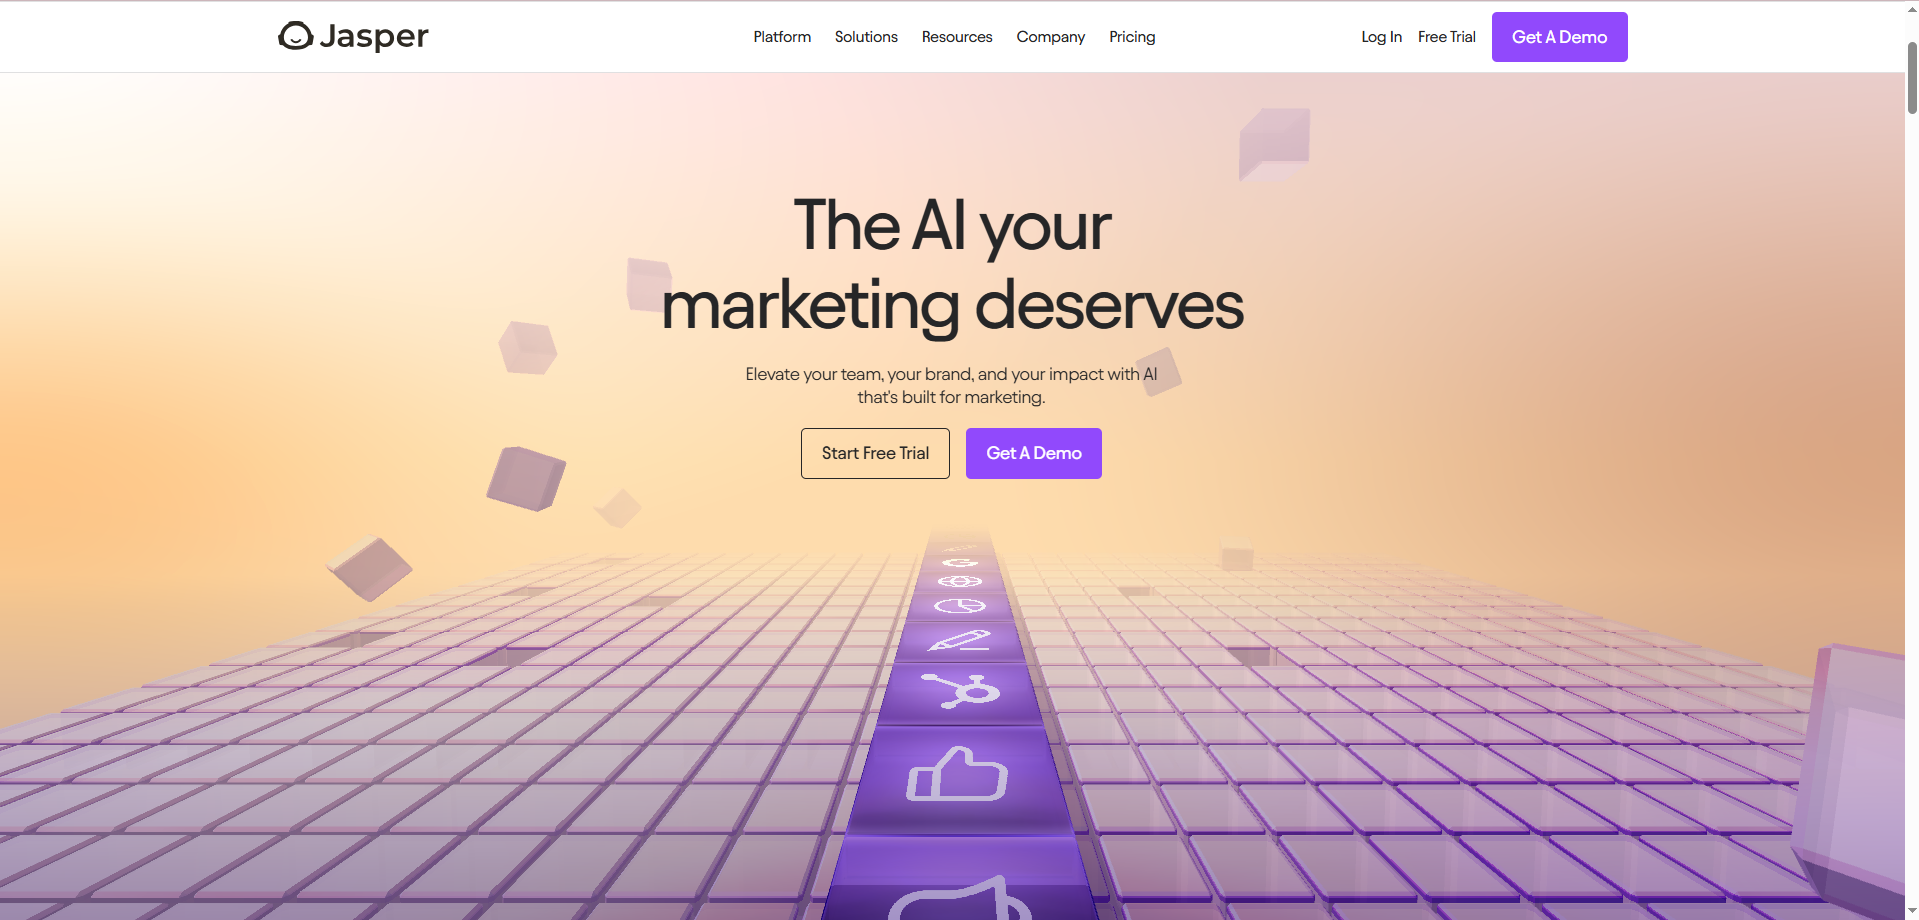 Jasper
Platform Solutions Resources Company Pricing
Log In Free Trial Get A Demo
The AI your
marketing deserves
Elevate your team, your brand, and your impact with AI
that's built for marketing.
Start Free Trial Get A Demo